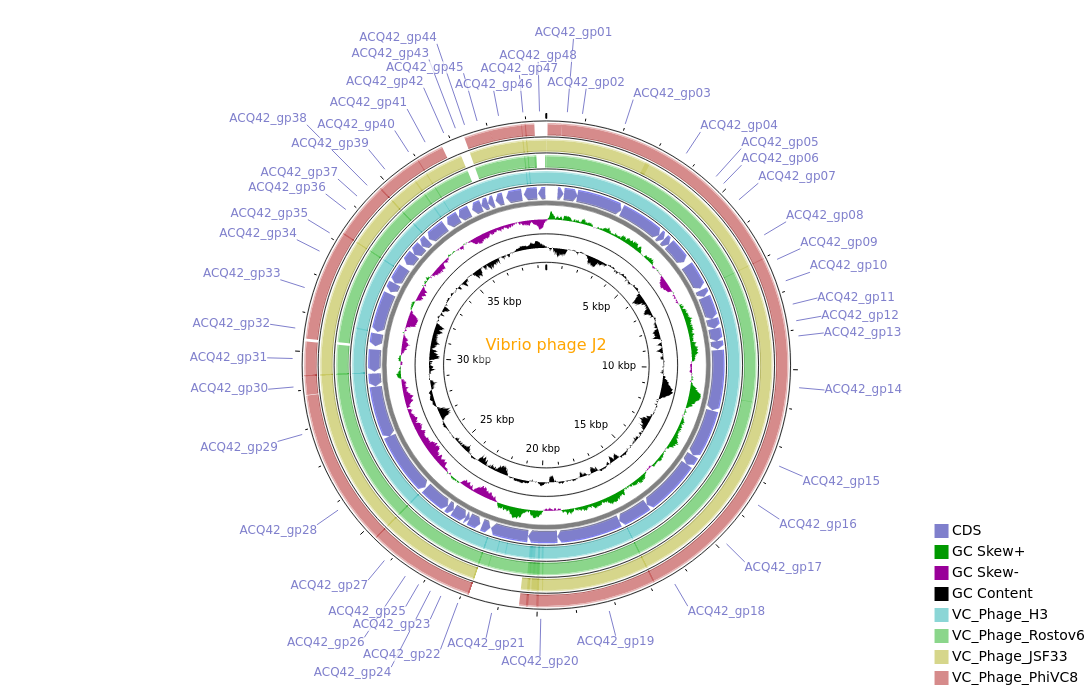 ACQ42_gp01
ACQ42_gp02
ACQ42_gp03
ACQ42_gp04
ACQ42_gp05
ACQ42_gp06
ACQ42_gp07
ACQ42_gp08
ACQ42_gp09
ACQ42_gp10
ACQ42_gp11
ACQ42_gp12
ACQ42_gp13
ACQ42_gp14
ACQ42_gp15
ACQ42_gp16
ACQ42_gp17
ACQ42_gp18
ACQ42_gp19
ACQ42_gp20
ACQ42_gp21
ACQ42_gp22
ACQ42_gp23
ACQ42_gp24
ACQ42_gp25
ACQ42_gp26
ACQ42_gp27
ACQ42_gp28
ACQ42_gp29
ACQ42_gp30
ACQ42_gp31
ACQ42_gp32
ACQ42_gp33
ACQ42_gp34
ACQ42_gp35
ACQ42_gp36
ACQ42_gp37
ACQ42_gp38
ACQ42_gp39
ACQ42_gp40
ACQ42_gp41
ACQ42_gp42
ACQ42_gp43
ACQ42_gp44
ACQ42_gp45
ACQ42_gp46
ACQ42_gp47
ACQ42_gp48
5 kbp
10 kbp
15 kbp
20 kbp
25 kbp
30 kbp
35 kbp
Vibrio phage J2
CDS
GC Skew+
GC Skew-
GC Content
VC_Phage_H3
VC_Phage_Rostov6
VC_Phage_JSF33
VC_Phage_PhiVC8